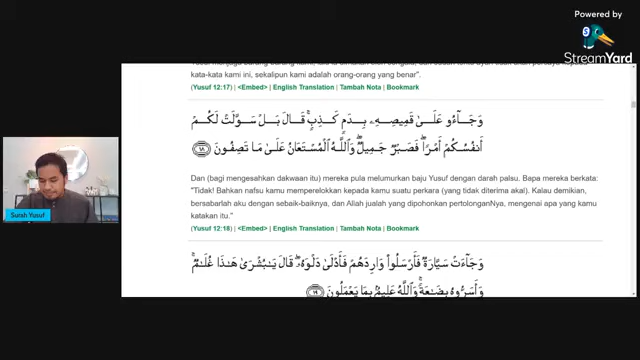 Powered by
StreamYard
kata-kata kami ini, sekalipun kami adalah orang-orang yang benar".
(Yusuf 12:17) | <Embed> | English Translation | Tambah Nota | Bookmark
وَجَآءُو عَلَىٰ قَمِيصِهِۦ بِدَمٍ كَذِبٍ ۚ قَالَ بَلْ سَوَّلَتْ لَكُمْ
أَنفُسُكُمْ أَمْرًا ۖ فَصَبْرٌ جَمِيلٌ ۖ وَٱللَّهُ ٱلْمُسْتَعَانُ عَلَىٰ مَا تَصِفُونَ ١٨
Dan (bagi mengesahkan dakwaan itu) mereka pula melumurkan baju Yusuf dengan darah palsu. Bapa mereka berkata:
"Tidak! Bahkan nafsu kamu memperelokkan kepada kamu suatu perkara (yang tidak diterima akal). Kalau demikian,
bersabarlah aku dengan sebaik-baiknya, dan Allah jualah yang dipohonkan pertolonganNya, mengenai apa yang kamu
katakan itu."
(Yusuf 12:18) | <Embed> | English Translation | Tambah Nota | Bookmark
Surah Yusuf
وَجَآءَتْ سَيَّارَةٌ فَأَرْسَلُوا۟ وَارِدَهُمْ فَأَدْلَىٰ دَلْوَهُۥ ۖ قَالَ يَـٰبُشْرَىٰ هَـٰذَا غُلَـٰمٌ ۚ
وَأَسَرُّوهُ بِضَـٰعَةً ۚ وَٱللَّهُ عَلِيمٌۢ بِمَا يَعْمَلُونَ ١٩